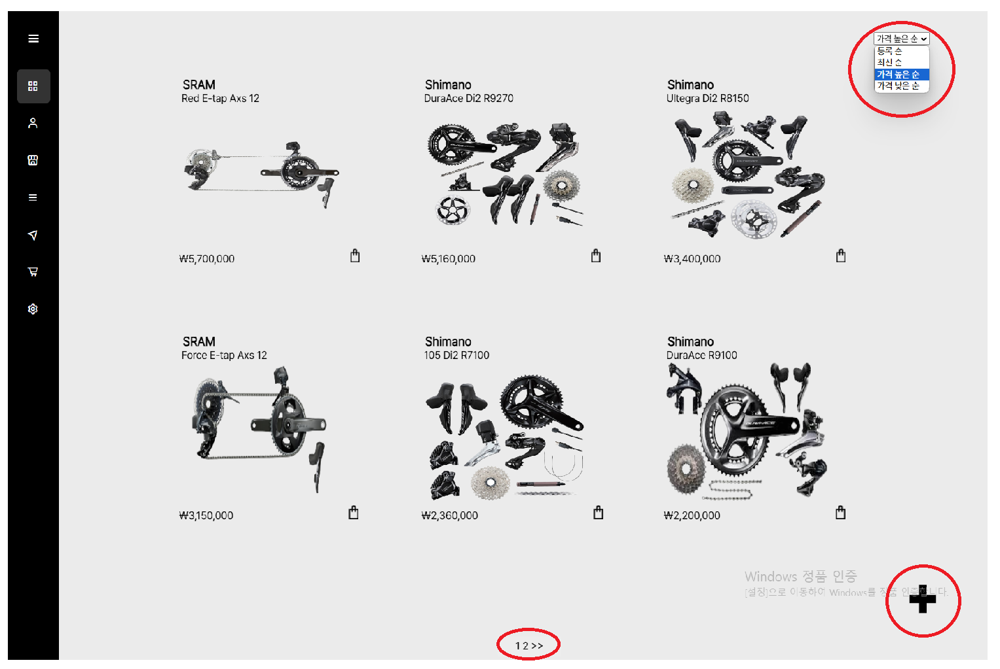 가격 높은 순
등록 순
최신 순
가격 높은 순
가격 낮은 순
SRAM
Red E-tap Axs 12
₩5,700,000
Shimano
DuraAce Di2 R9270
₩5,160,000
Shimano
Ultegra Di2 R8150
₩3,400,000
SRAM
Force E-tap Axs 12
₩3,150,000
Shimano
105 Di2 R7100
₩2,360,000
Shimano
DuraAce R9100
DURA-ACE
₩2,200,000
Windows 정품 인증
[설정]으로 이동하여 Windows를 정품 인증합니다.
1 2 >>